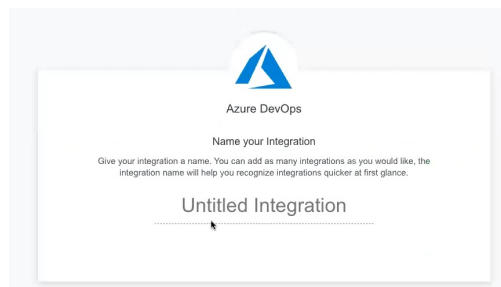 Azure DevOps
Name your Integration
Give your integration a name. You can add as many integrations as you would like, the
integration name will help you recognize integrations quicker at first glance.
Untitled Integration